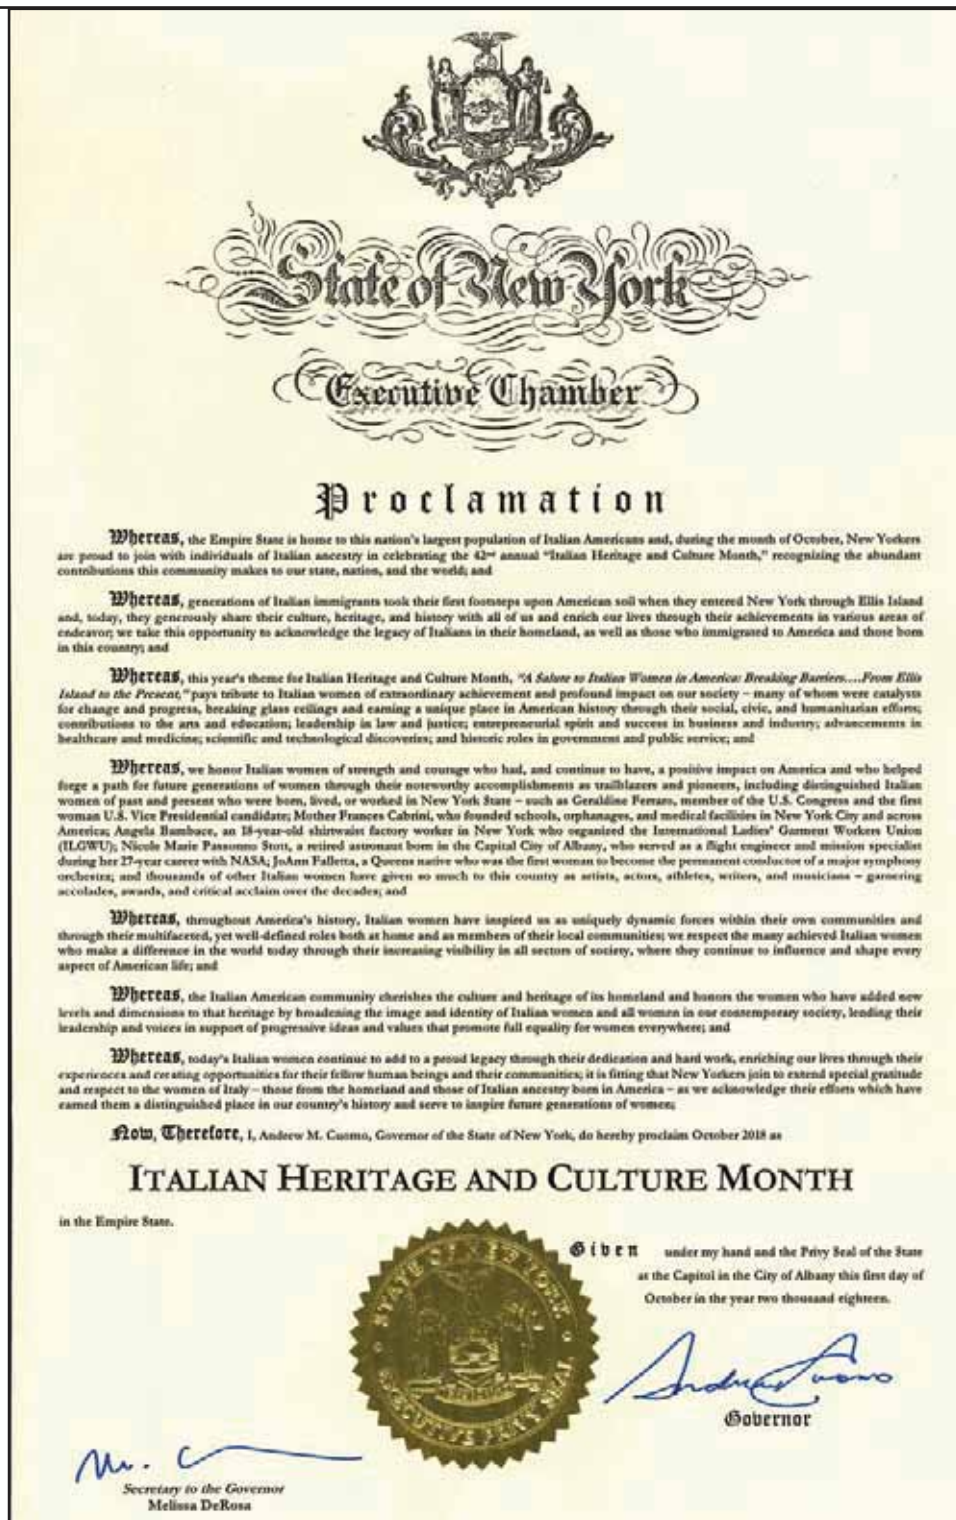 State of New York
Executive Chamber
Proclamation
Whereas, the Empire State is home to this nation's largest population of Italian Americans and, during the month of October, New Yorkers
are proud to join with individuals of Italian ancestry in celebrating the 42nd annual "Italian Heritage and Culture Month," recognizing the abundant
contributions this community makes to our state, nation, and the world; and
Whereas, generations of Italian immigrants took their first footsteps upon American soil when they entered New York through Ellis Island
and, today, they generously share their culture, heritage, and history with all of us and enrich our lives through their achievements in various areas of
endeavor; we take this opportunity to acknowledge the legacy of Italians in their homeland, as well as those who immigrated to America and those born
in this country; and
Whereas, this year's theme for Italian Heritage and Culture Month, "A Salute to Italian Women in America: Breaking Barriers....From Ellis
Island to the Present," pays tribute to Italian women of extraordinary achievement and profound impact on our society – many of whom were catalysts
for change and progress, breaking glass ceilings and earning a unique place in American history through their social, civic, and humanitarian efforts;
contributions to the arts and education; leadership in law and justice; entrepreneurial spirit and success in business and industry; advancements in
healthcare and medicine; scientific and technological discoveries; and historic roles in government and public service; and
Whereas, we honor Italian women of strength and courage who had, and continue to have, a positive impact on America and who helped
forge a path for future generations of women through their noteworthy accomplishments as trailblazers and pioneers, including distinguished Italian
women of past and present who were born, lived, or worked in New York State – such as Geraldine Ferraro, member of the U.S. Congress and the first
woman U.S. Vice Presidential candidate; Mother Frances Cabrini, who founded schools, orphanages, and medical facilities in New York City and across
America; Angela Bambace, an 18-year-old shirtwaist factory worker in New York who organized the International Ladies' Garment Workers Union
(ILGWU); Nicole Marie Passonno Stott, a retired astronaut born in the Capital City of Albany, who served as a flight engineer and mission specialist
during her 27-year career with NASA; JoAnn Falletta, a Queens native who was the first woman to become the permanent conductor of a major symphony
orchestra; and thousands of other Italian women have given so much to this country as artists, actors, athletes, writers, and musicians – garnering
accolades, awards, and critical acclaim over the decades; and
Whereas, throughout America's history, Italian women have inspired us as uniquely dynamic forces within their own communities and
through their multifaceted, yet well-defined roles both at home and as members of their local communities; we respect the many achieved Italian women
who make a difference in the world today through their increasing visibility in all sectors of society, where they continue to influence and shape every
aspect of American life; and
Whereas, the Italian American community cherishes the culture and heritage of its homeland and honors the women who have added new
levels and dimensions to that heritage by broadening the image and identity of Italian women and all women in our contemporary society, lending their
leadership and voices in support of progressive ideas and values that promote full equality for women everywhere; and
Whereas, today's Italian women continue to add to a proud legacy through their dedication and hard work, enriching our lives through their
experiences and creating opportunities for their fellow human beings and their communities; it is fitting that New Yorkers join to extend special gratitude
and respect to the women of Italy – those from the homeland and those of Italian ancestry born in America – as we acknowledge their efforts which have
earned them a distinguished place in our country's history and serve to inspire future generations of women;
Now, Therefore, I, Andrew M. Cuomo, Governor of the State of New York, do hereby proclaim October 2018 as
ITALIAN HERITAGE AND CULTURE MONTH
in the Empire State.
Given under my hand and the Privy Seal of the State
at the Capitol in the City of Albany this first day of
October in the year two thousand eighteen.
STATE OF NEW YORK
EXECUTIVE PRIVY SEAL
Andrew Cuomo
Governor
Secretary to the Governor
Melissa DeRosa